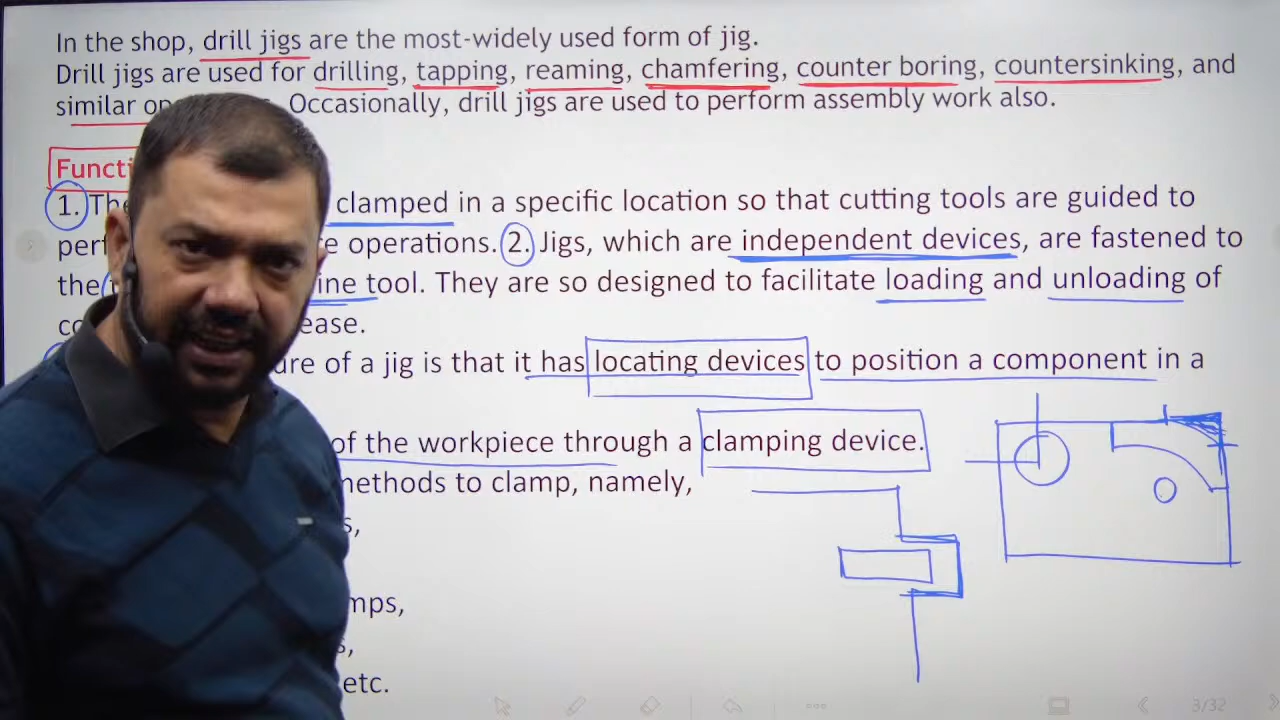 In the shop, drill jigs are the most-widely used form of jig.
Drill jigs are used for drilling, tapping, reaming, chamfering, counter boring, countersinking, and
similar Occasionally, drill jigs are used to perform assembly work also.
Functi
1. The clamped in a specific location so that cutting tools are guided to
perf operations. 2. Jigs, which are independent devices, are fastened to
the tool. They are so designed to facilitate loading and unloading of
ease.
of a jig is that it has locating devices to position a component in a
of the workpiece through a clamping device.
methods to clamp, namely,
etc.
3/32